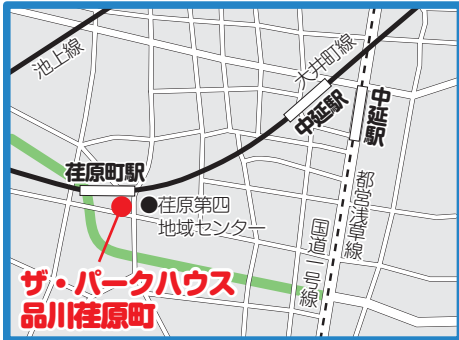 池上線
大井町線
中延駅
中延駅
荏原町駅
荏原第四
地域センター
都営浅草線
国道一号線
ザ・パークハウス
品川荏原町